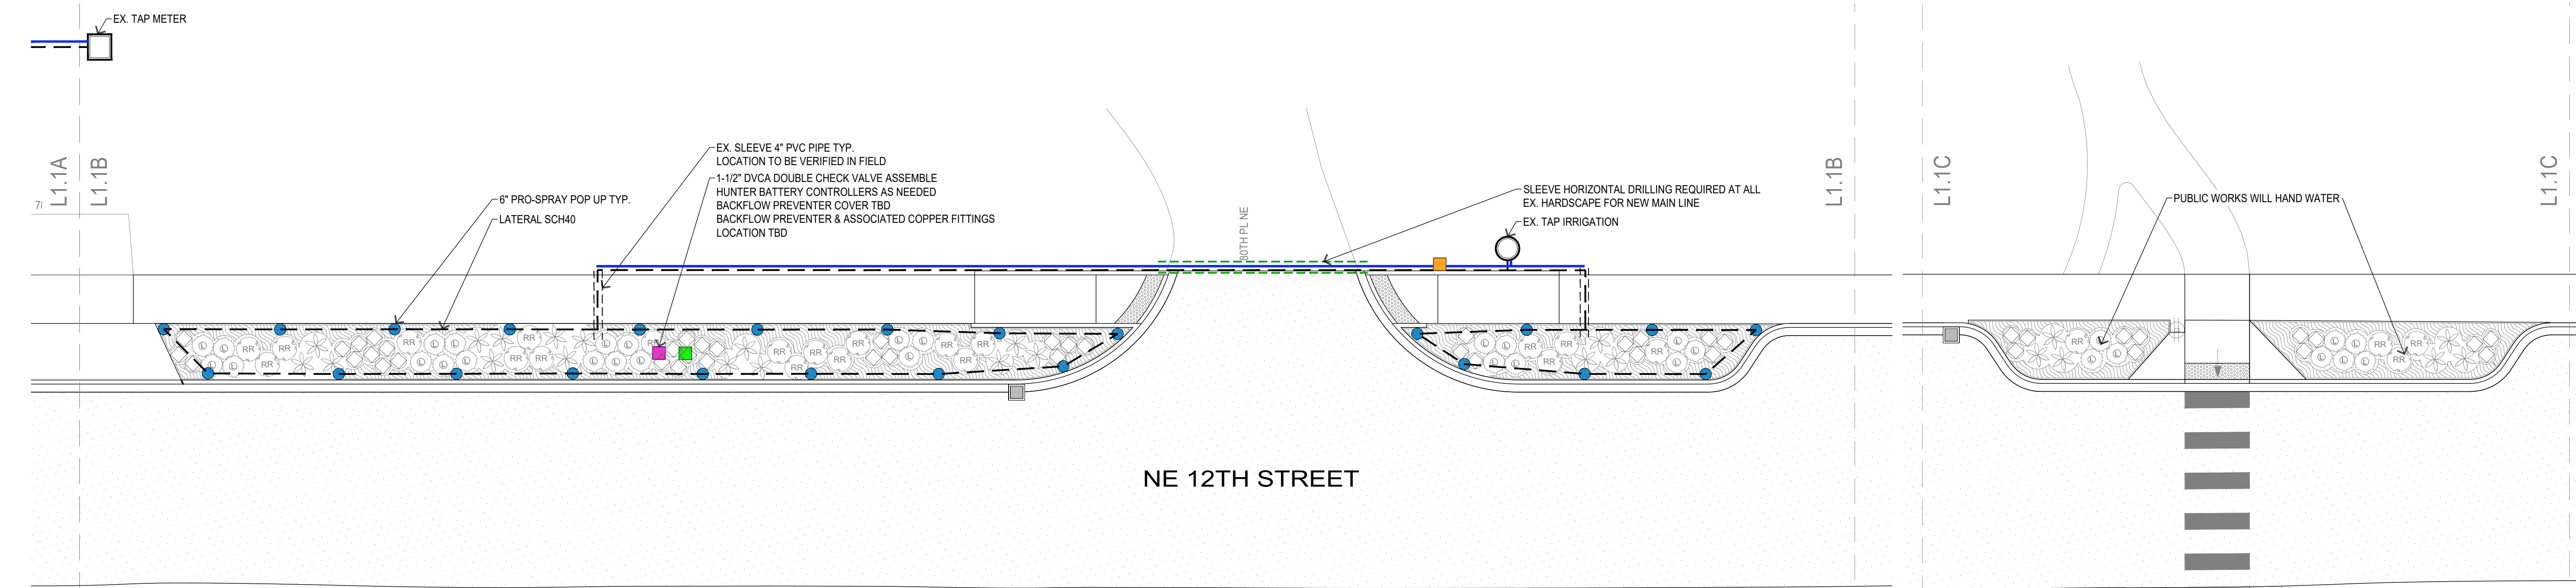 EX. TAP METER
L1.1A
L1.1B
6" PRO-SPRAY POP UP TYP.
LATERAL SCH40
EX. SLEEVE 4" PVC PIPE TYP.
LOCATION TO BE VERIFIED IN FIELD
1-1/2" DVCA DOUBLE CHECK VALVE ASSEMBLE
HUNTER BATTERY CONTROLLERS AS NEEDED
BACKFLOW PREVENTER COVER TBD
BACKFLOW PREVENTER & ASSOCIATED COPPER FITTINGS
LOCATION TBD
80TH PL NE
SLEEVE HORIZONTAL DRILLING REQUIRED AT ALL
EX. HARDSCAPE FOR NEW MAIN LINE
EX. TAP IRRIGATION
L1.1B
L1.1C
PUBLIC WORKS WILL HAND WATER
L1.1C
NE 12TH STREET